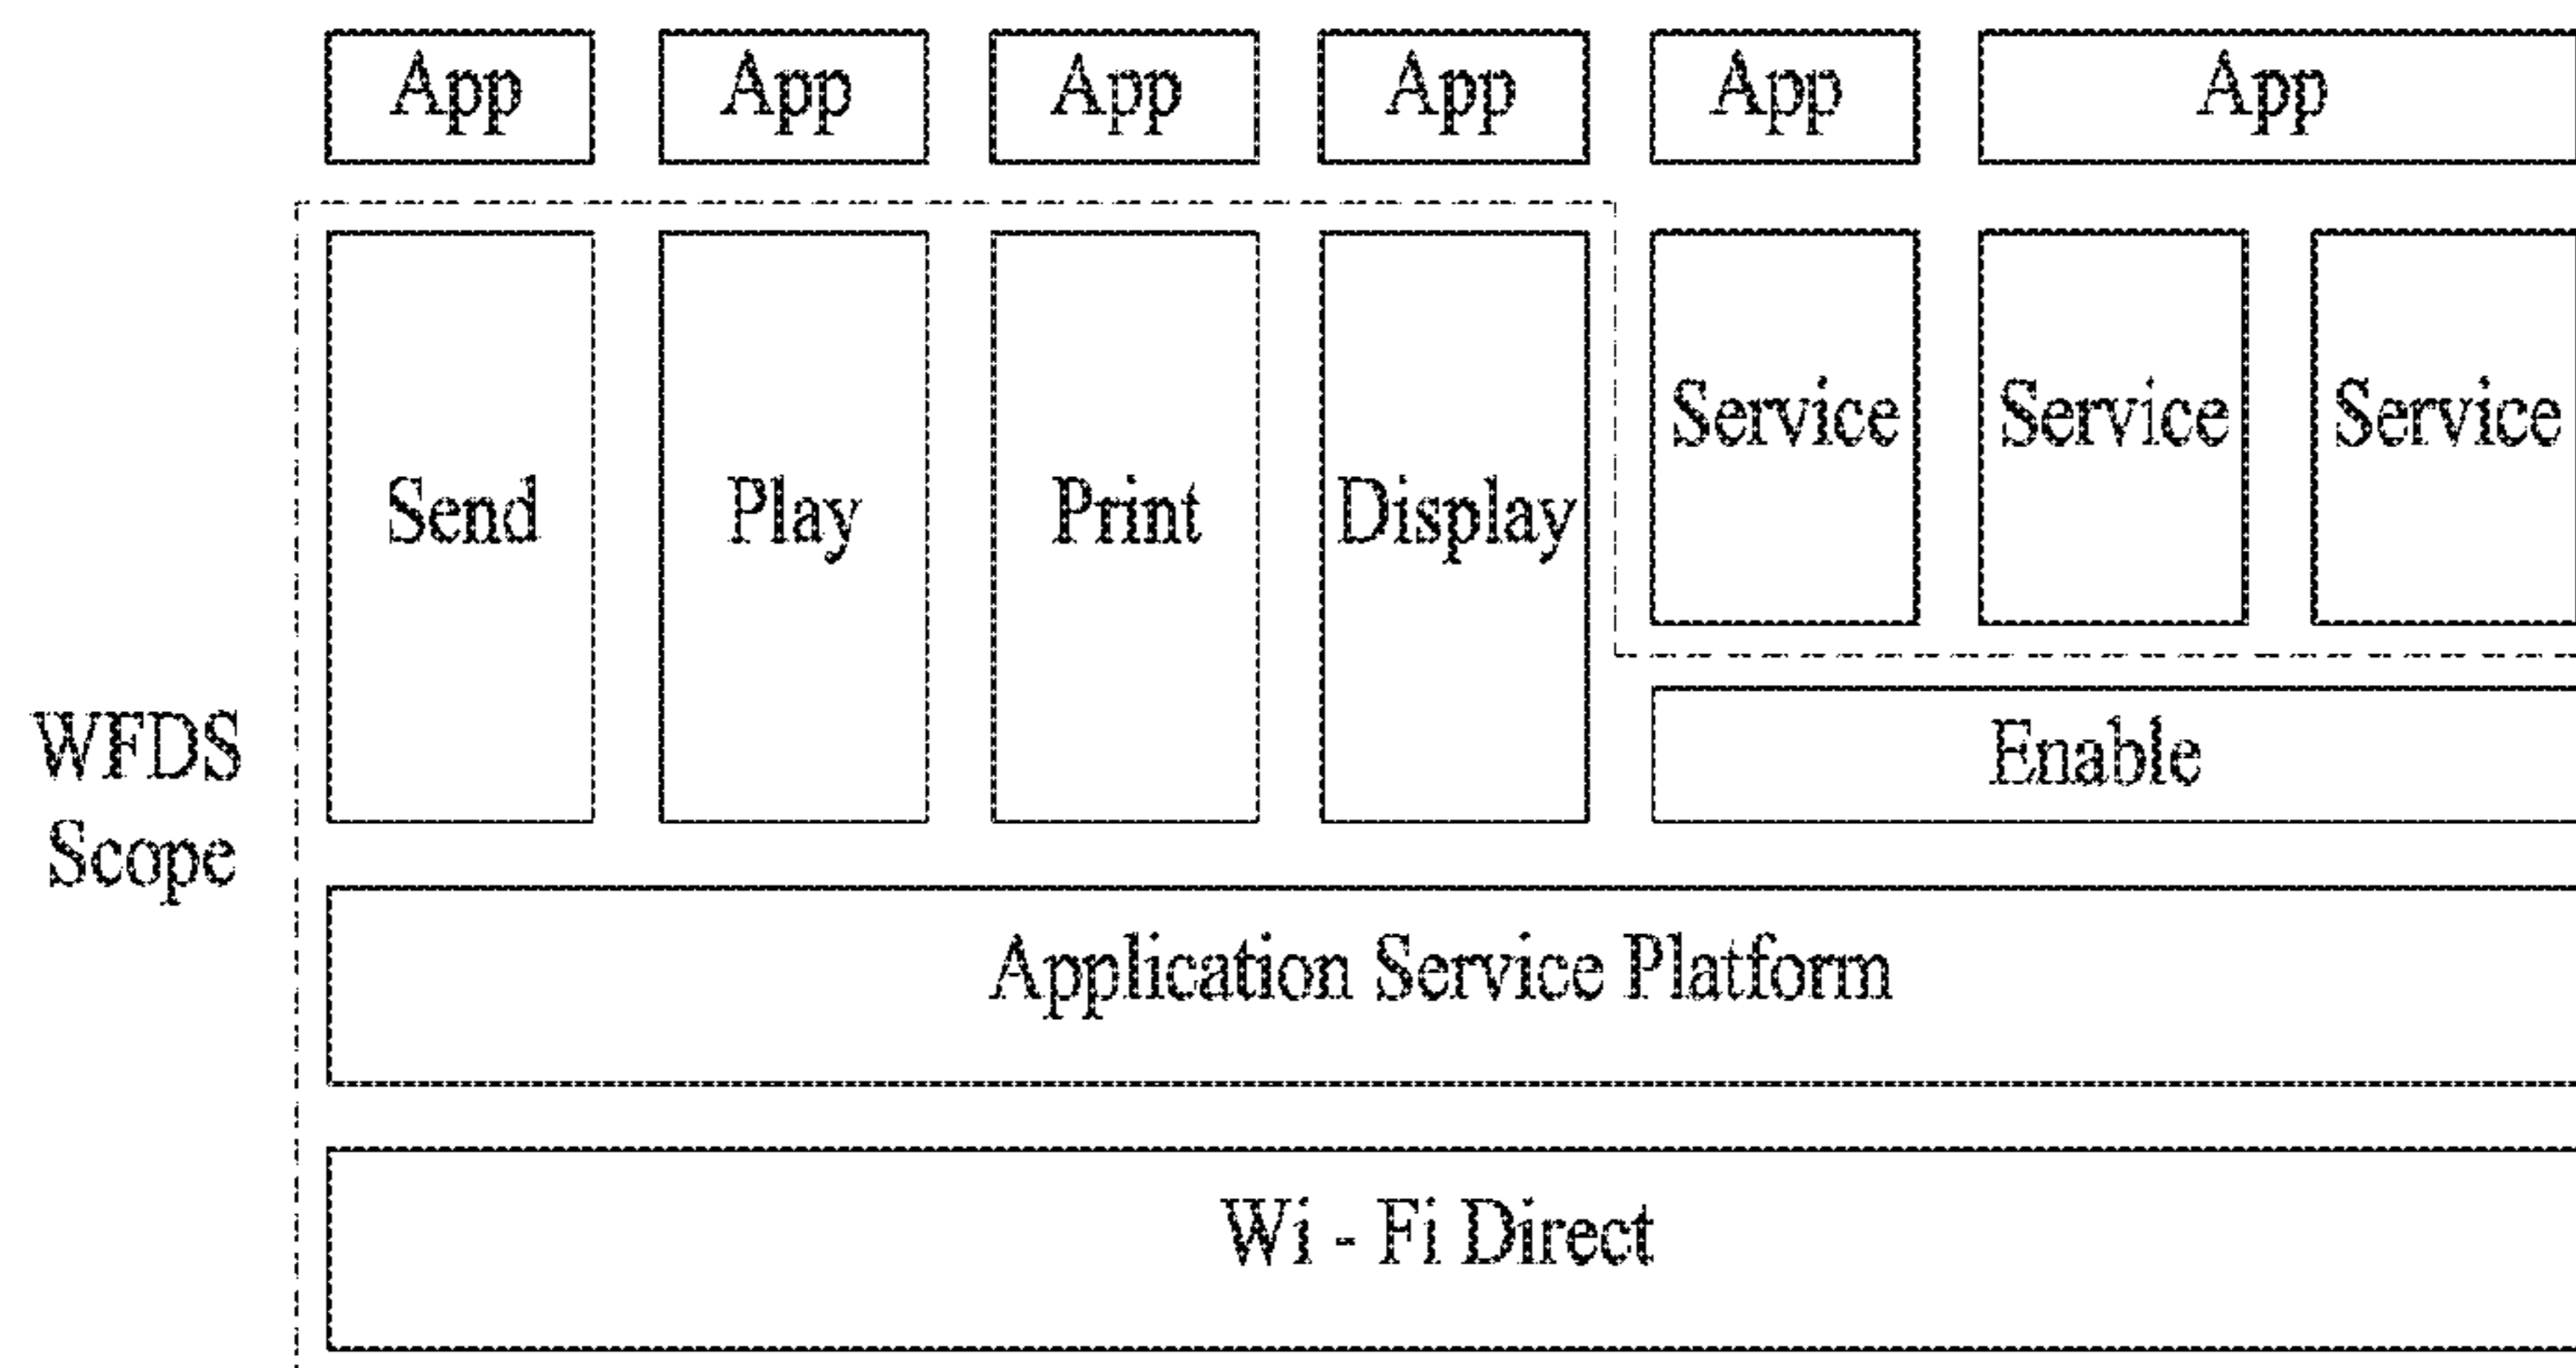 App App App App App App
Service Service Service
Send Play Print Display
WFDS
Scope
Enable
Application Service Platform
Wi - Fi Direct